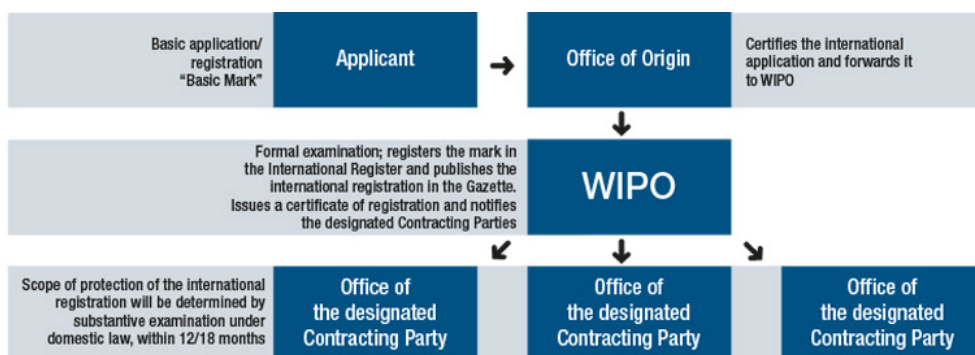 Basic application/
registration
“Basic Mark”
Applicant
Office of Origin
Certifies the international
application and forwards it
to WIPO
Formal examination; registers the mark in
the International Register and publishes the
international registration in the Gazette.
Issues a certificate of registration and notifies
the designated Contracting Parties
WIPO
Scope of protection of the international
registration will be determined by
substantive examination under
domestic law, within 12/18 months
Office of
the designated
Contracting Party
Office of
the designated
Contracting Party
Office of
the designated
Contracting Party